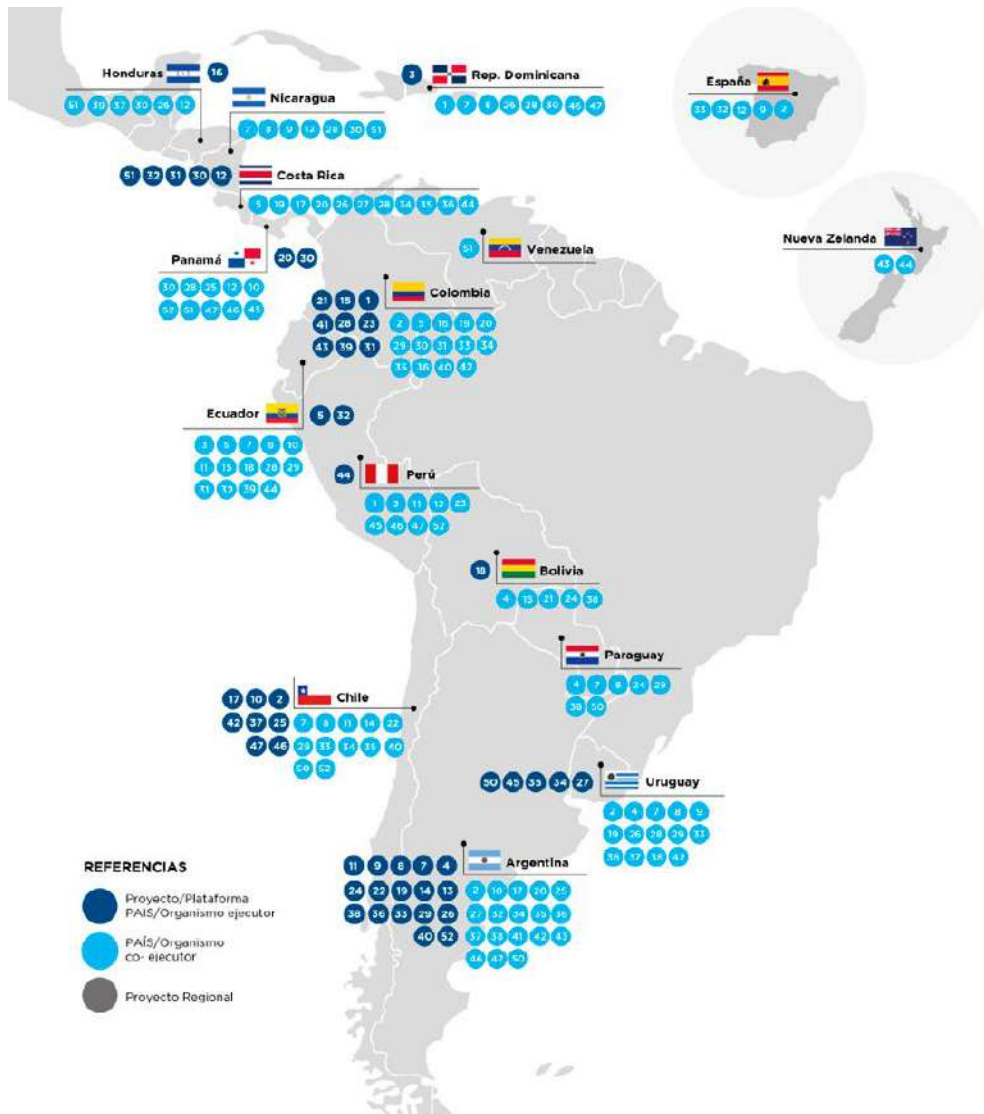 Honduras
16
51 39 37 30 26 12
Nicaragua
7 8 9 12 28 30 51
3
Rep. Dominicana
1 7 8 26 28 30 46 47
España
33 32 12 9 2
51 32 31 30 12
Costa Rica
5 19 17 20 26 27 28 34 35 36 44
Nueva Zelanda
43 44
Panamá
20 30
30 28 25 12 10
52 51 47 46 45
51
Venezuela
Colombia
21 15 1
41 28 23
43 39 31
2 5 16 19 20
29 30 31 33 34
35 36 40 42
Ecuador
5 32
3 5 7 8 10
11 15 18 28 29
31 32 39 44
44
Perú
1 3 11 12 23
45 46 47 52
18
Bolivia
4 15 21 24 38
Paraguay
4 7 8 24 29
38 50
Chile
17 10 2
42 37 25
47 46
7 8 11 14 22
29 33 34 35 40
50 52
50 45 35 34 27
Uruguay
2 4 7 8 9
19 26 28 29 33
36 37 38 42
Argentina
11 9 8 7 4
24 22 19 14 13
38 36 33 29 26
40 52
2 10 17 20 25
27 32 34 35 36
37 38 41 42 43
46 47 50
REFERENCIAS
Proyecto/Plataforma
PAIS/Organismo ejecutor
PAÍS/Organismo
co- ejecutor
Proyecto Regional